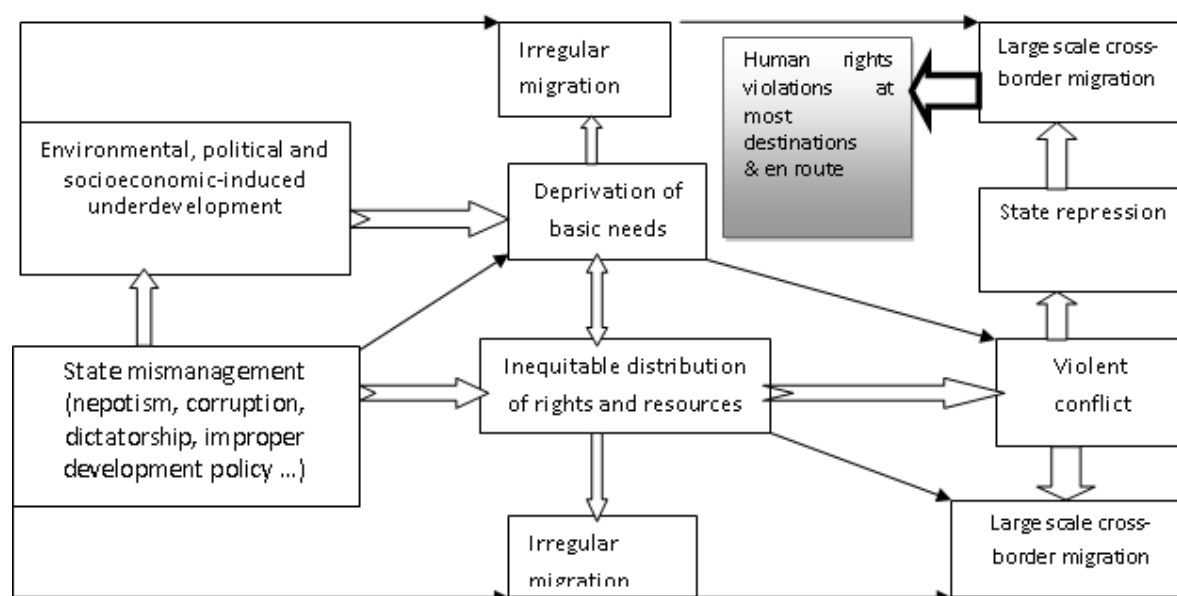 Irregular
migration
Human rights
violations at
most
destinations
& en route
Large scale cross-
border migration
Environmental, political and
socioeconomic-induced
underdevelopment
Deprivation of
basic needs
State repression
State mismanagement
(nepotism, corruption,
dictatorship, improper
development policy ...)
Inequitable distribution
of rights and resources
Violent
conflict
Irregular
migration
Large scale cross-
border migration